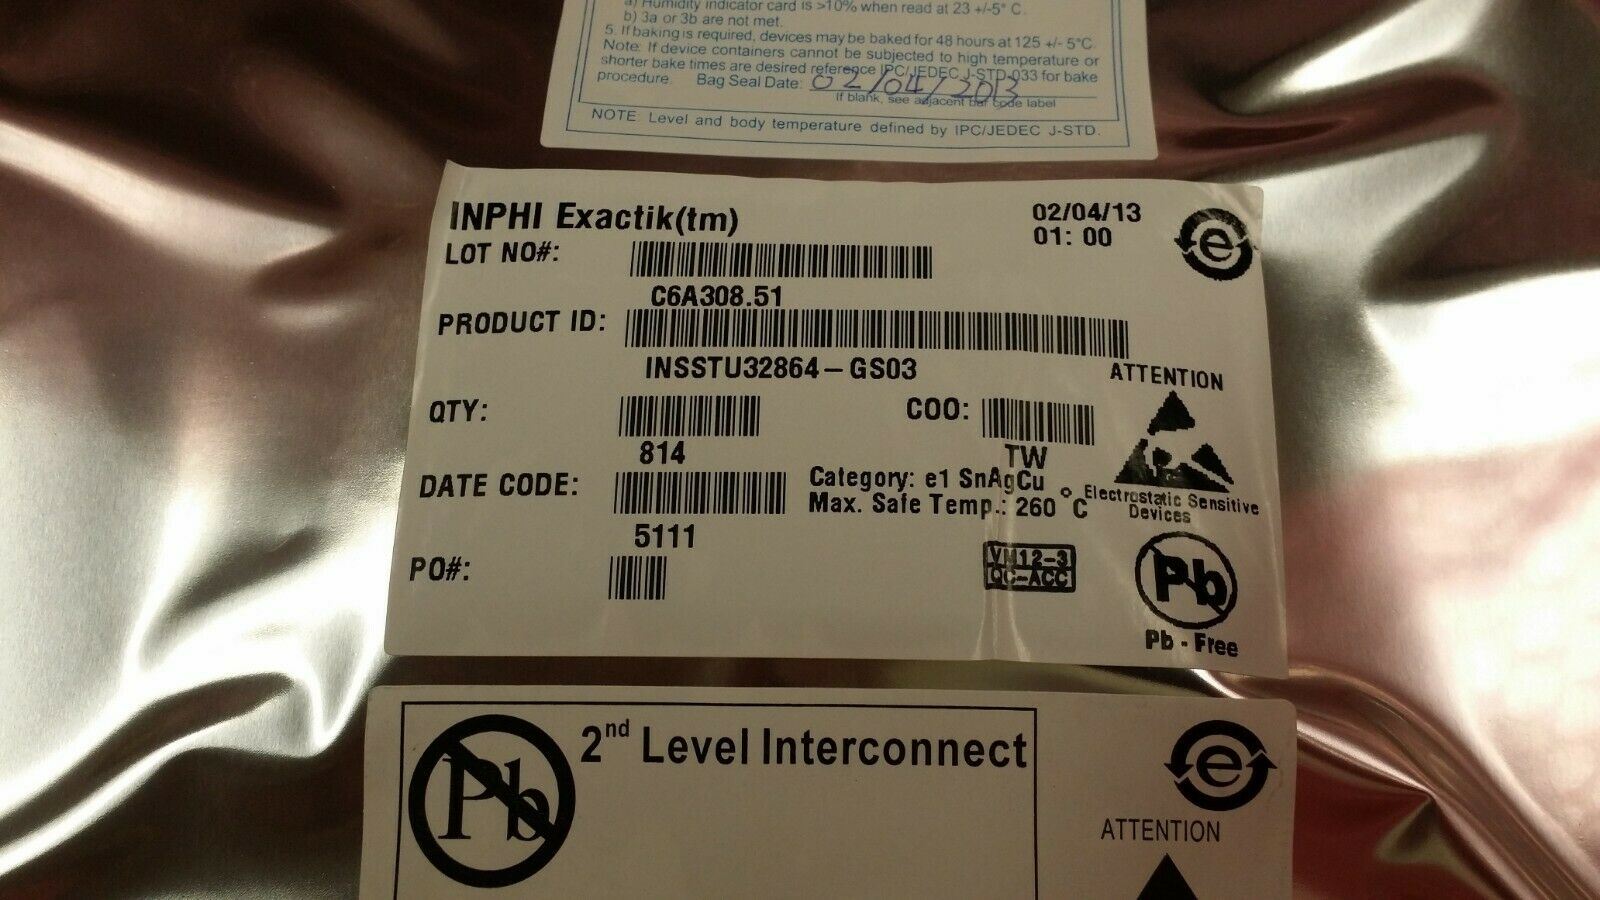 a) Humidity indicator card is >10% when read at 23 +/-5° C.
b) 3a or 3b are not met.
5. If baking is required, devices may be baked for 48 hours at 125 +/- 5°C.
Note: If device containers cannot be subjected to high temperature or
shorter bake times are desired reference IPC/JEDEC J-STD-033 for bake
procedure. Bag Seal Date: 02/04/2013
If blank, see adjacent bar code label
NOTE: Level and body temperature defined by IPC/JEDEC J-STD.
INPHI Exactik(tm)
02/04/13
01: 00
e
LOT NO#:
C6A308.51
PRODUCT ID:
INSSTU32864-GS03
ATTENTION
QTY:
814
COO:
TW
DATE CODE:
5111
Category: e1 SnAgCu
Max. Safe Temp.: 260 °C
Electrostatic Sensitive
Devices
PO#:
VM12-3
QC-ACC
Pb
Pb - Free
Pb
2nd Level Interconnect
e
ATTENTION